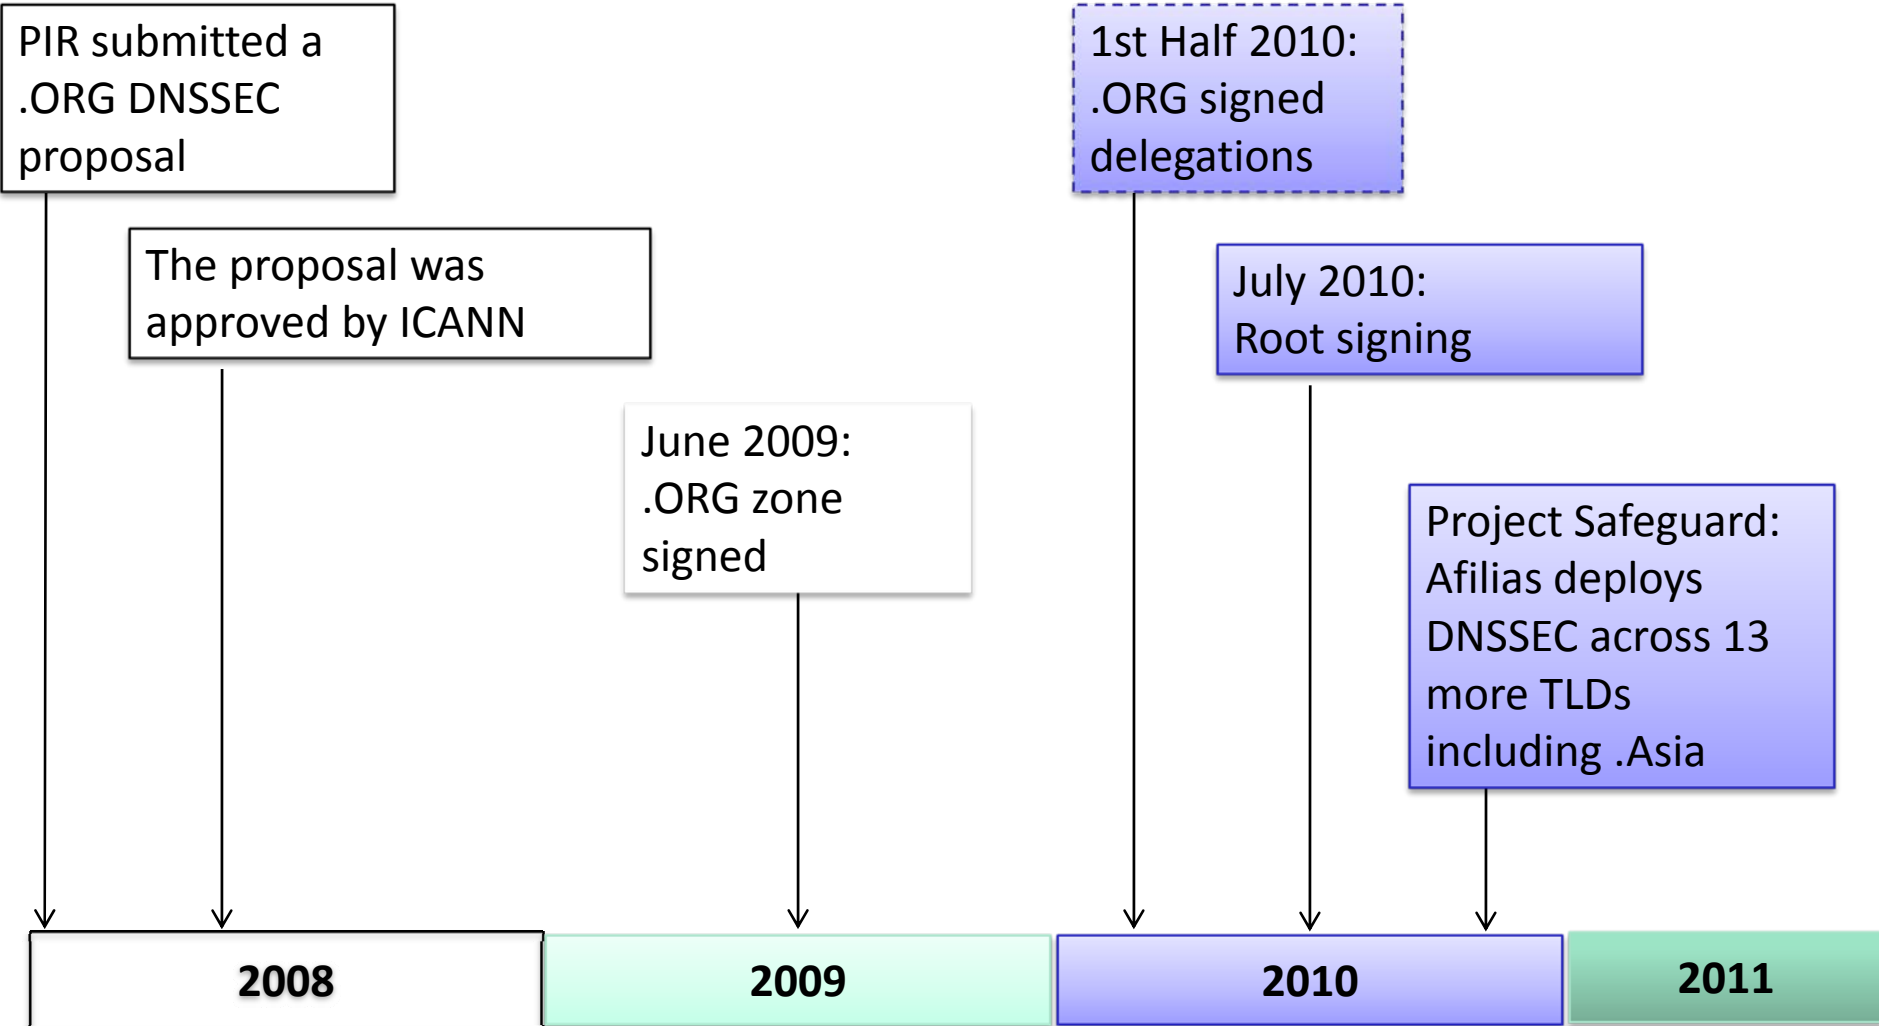 PIR submitted a
.ORG DNSSEC
proposal
The proposal was
approved by ICANN
June 2009:
.ORG zone
signed
1st Half 2010:
.ORG signed
delegations
July 2010:
Root signing
Project Safeguard:
Afilias deploys
DNSSEC across 13
more TLDs
including .Asia
2008
2009
2010
2011